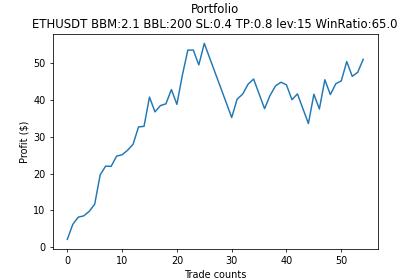 Portfolio
ETHUSDT BBM:2.1 BBL:200 SL:0.4 TP:0.8 lev:15 WinRatio:65.0
Profit ($)
50
40
30
20
10
0
0 10 20 30 40 50
Trade counts